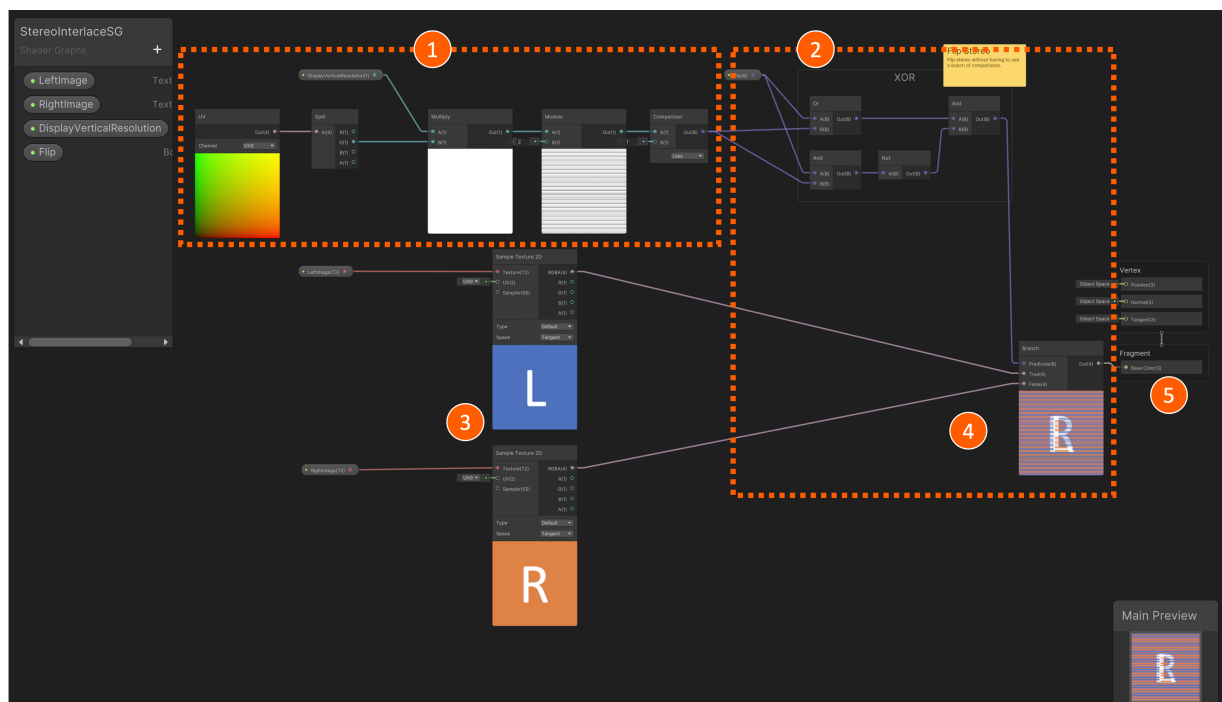 StereoInterlaceSG
Shader Graphs
+
LeftImage Text
RightImage Text
DisplayVerticalResolution
Flip Bo
1
DisplayVerticalResolution(1)
UV
Out(4)
Channel UV0
Split
In(4) R(1)
G(1)
B(1)
A(1)
Multiply
A(1) Out(1)
B(1)
Modulo
A(1) Out(1)
2 B(1)
Comparison
A(1) Out(B)
1 B(1)
Less
2
Flip Stereo
Flip stereo without having to use
a bunch of comparisons.
Flip(B)
XOR
Or
A(B) Out(B)
B(B)
And
A(B) Out(B)
B(B)
And
A(B) Out(B)
B(B)
Not
In(B) Out(B)
LeftImage(T2)
Sample Texture 2D
Texture(T2) RGBA(4)
UV0 UV(2) R(1)
Sampler(SS) G(1)
B(1)
A(1)
Type Default
Space Tangent
L
3
RightImage(T2)
Sample Texture 2D
Texture(T2) RGBA(4)
UV0 UV(2) R(1)
Sampler(SS) G(1)
B(1)
A(1)
Type Default
Space Tangent
R
Branch
Predicate(B) Out(4)
True(4)
False(4)
R
4
Vertex
Object Space Position(3)
Object Space Normal(3)
Object Space Tangent(3)
Fragment
Base Color(3)
5
Main Preview
R